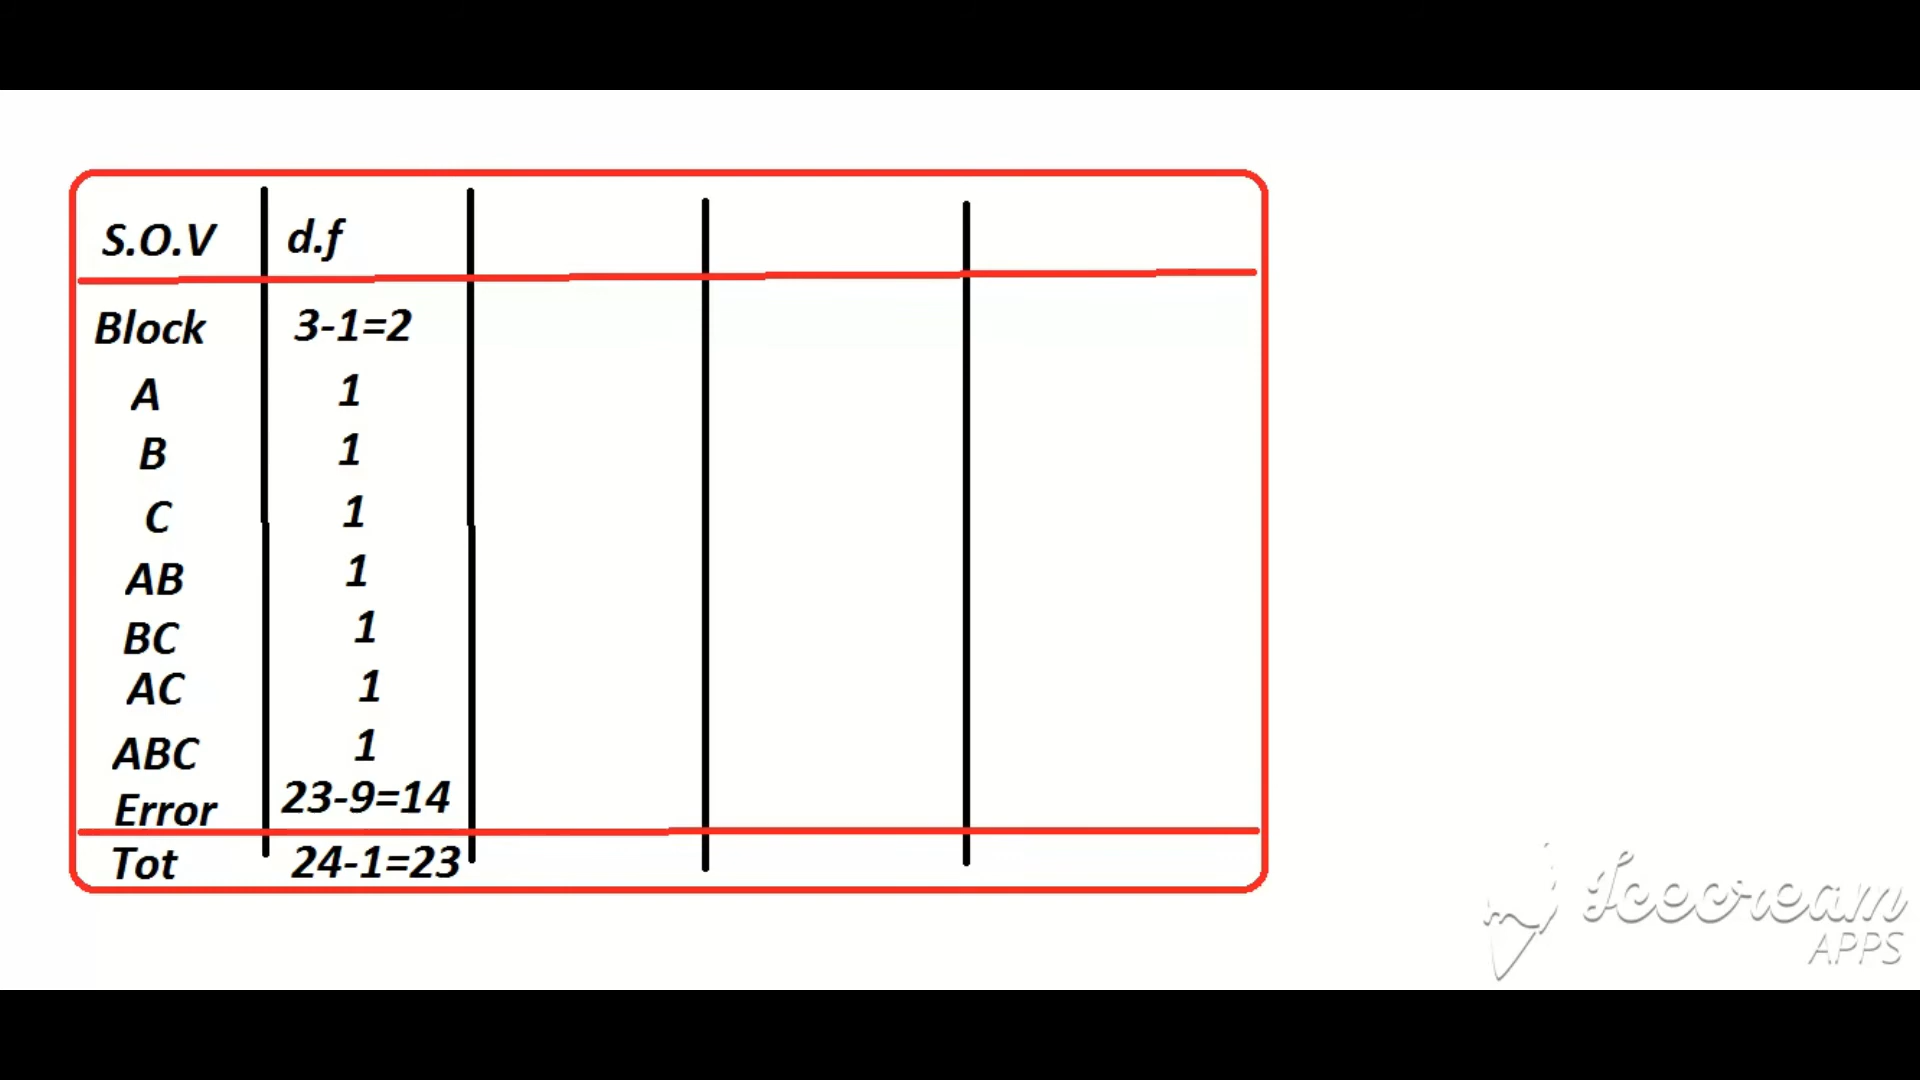 S.O.V d.f
Block 3-1=2
A 1
B 1
C 1
AB 1
BC 1
AC 1
ABC 1
Error 23-9=14
Tot 24-1=23
Icecream
APPS